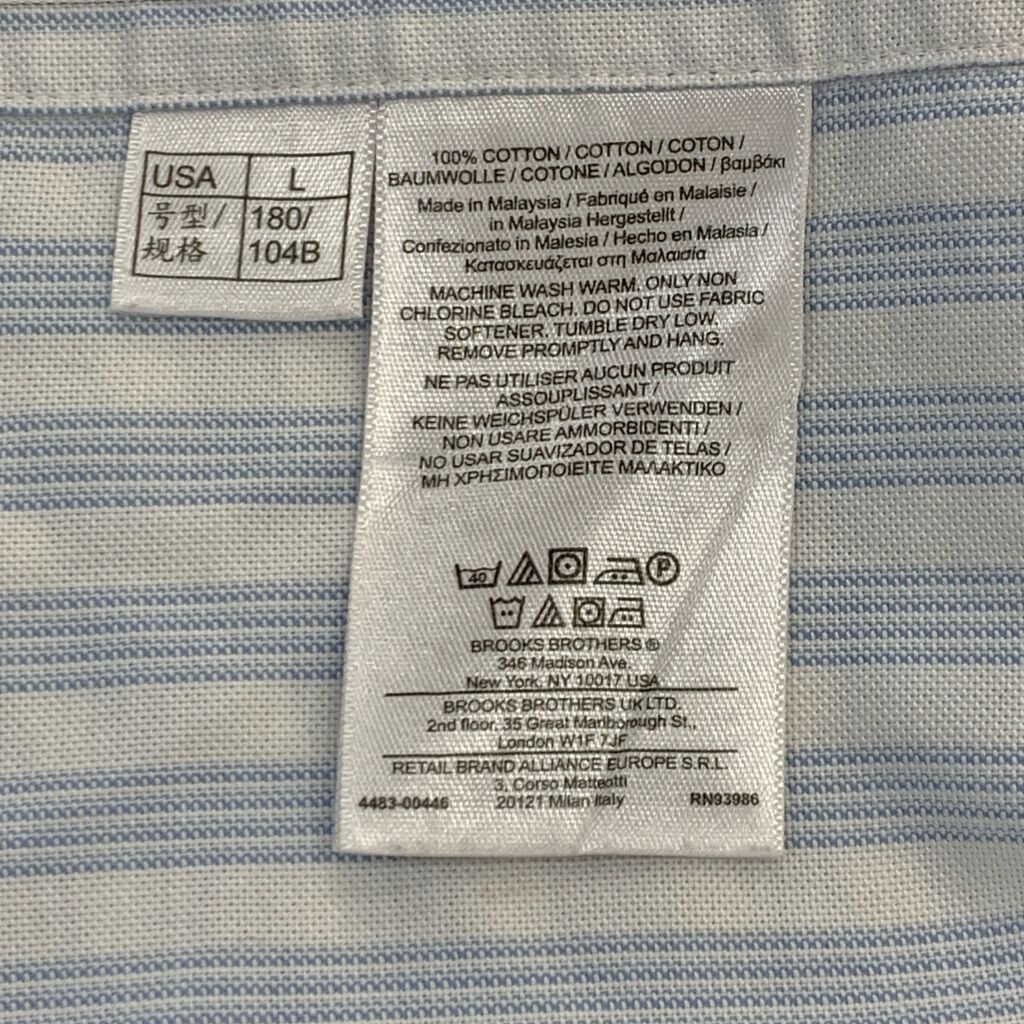 USA L
号型/ 180/
规格 104B
100% COTTON / COTTON / COTON /
BAUMWOLLE / COTONE / ALGODON / βαμβάκι
Made in Malaysia / Fabriqué en Malaisie /
in Malaysia Hergestellt /
Confezionato in Malesia / Hecho en Malasia /
Κατασκευάζεται στη Μαλαισία
MACHINE WASH WARM. ONLY NON
CHLORINE BLEACH. DO NOT USE FABRIC
SOFTENER. TUMBLE DRY LOW.
REMOVE PROMPTLY AND HANG.
NE PAS UTILISER AUCUN PRODUIT
ASSOUPLISSANT /
KEINE WEICHSPÜLER VERWENDEN /
NON USARE AMMORBIDENTI /
NO USAR SUAVIZADOR DE TELAS /
ΜΗ ΧΡΗΣΙΜΟΠΟΙΕΙΤΕ ΜΑΛΑΚΤΙΚΟ
40 P
BROOKS BROTHERS ®
346 Madison Ave.
New York, NY 10017 USA
BROOKS BROTHERS UK LTD.
2nd floor, 35 Great Marlborough St.,
London W1F 7JF
RETAIL BRAND ALLIANCE EUROPE S.R.L.
3, Corso Matteotti
4483-00446 20121 Milan Italy RN93986